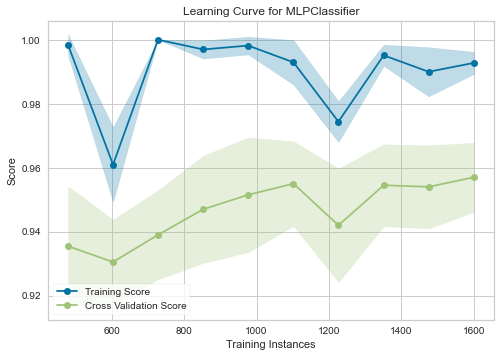 Learning Curve for MLPClassifier
1.00
0.98
0.96
0.94
0.92
Score
Training Score
Cross Validation Score
600
800
1000
1200
1400
1600
Training Instances